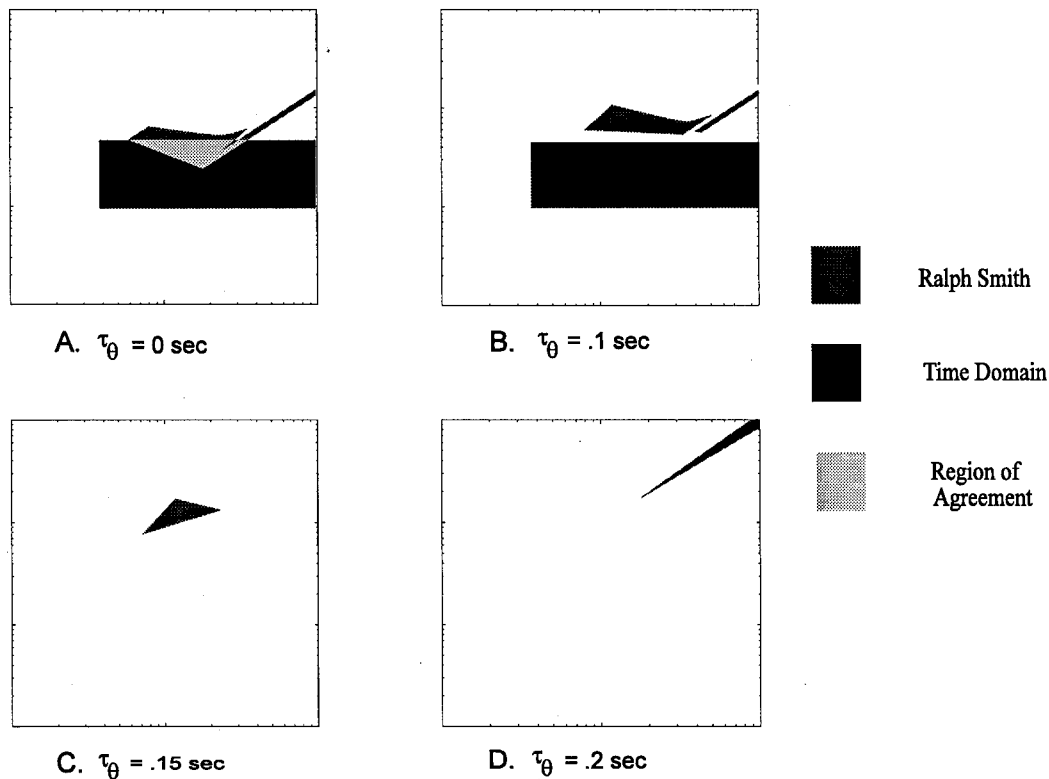 A. τθ = 0 sec
B. τθ = .1 sec
Ralph Smith
Time Domain
Region of
Agreement
C. τθ = .15 sec
D. τθ = .2 sec